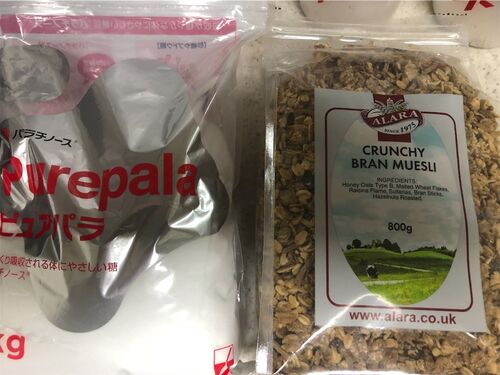 パラチノース®
Purepala
ピュアパラ
くり吸収される体にやさしい糖
チノース®
kg
ALARA
SINCE 1975
CRUNCHY
BRAN MUESLI
INGREDIENTS:
Honey Oats Type B, Malted Wheat Flakes,
Raisins Flame, Sultanas, Bran Sticks,
Hazelnuts Roasted.
800g
www.alara.co.uk